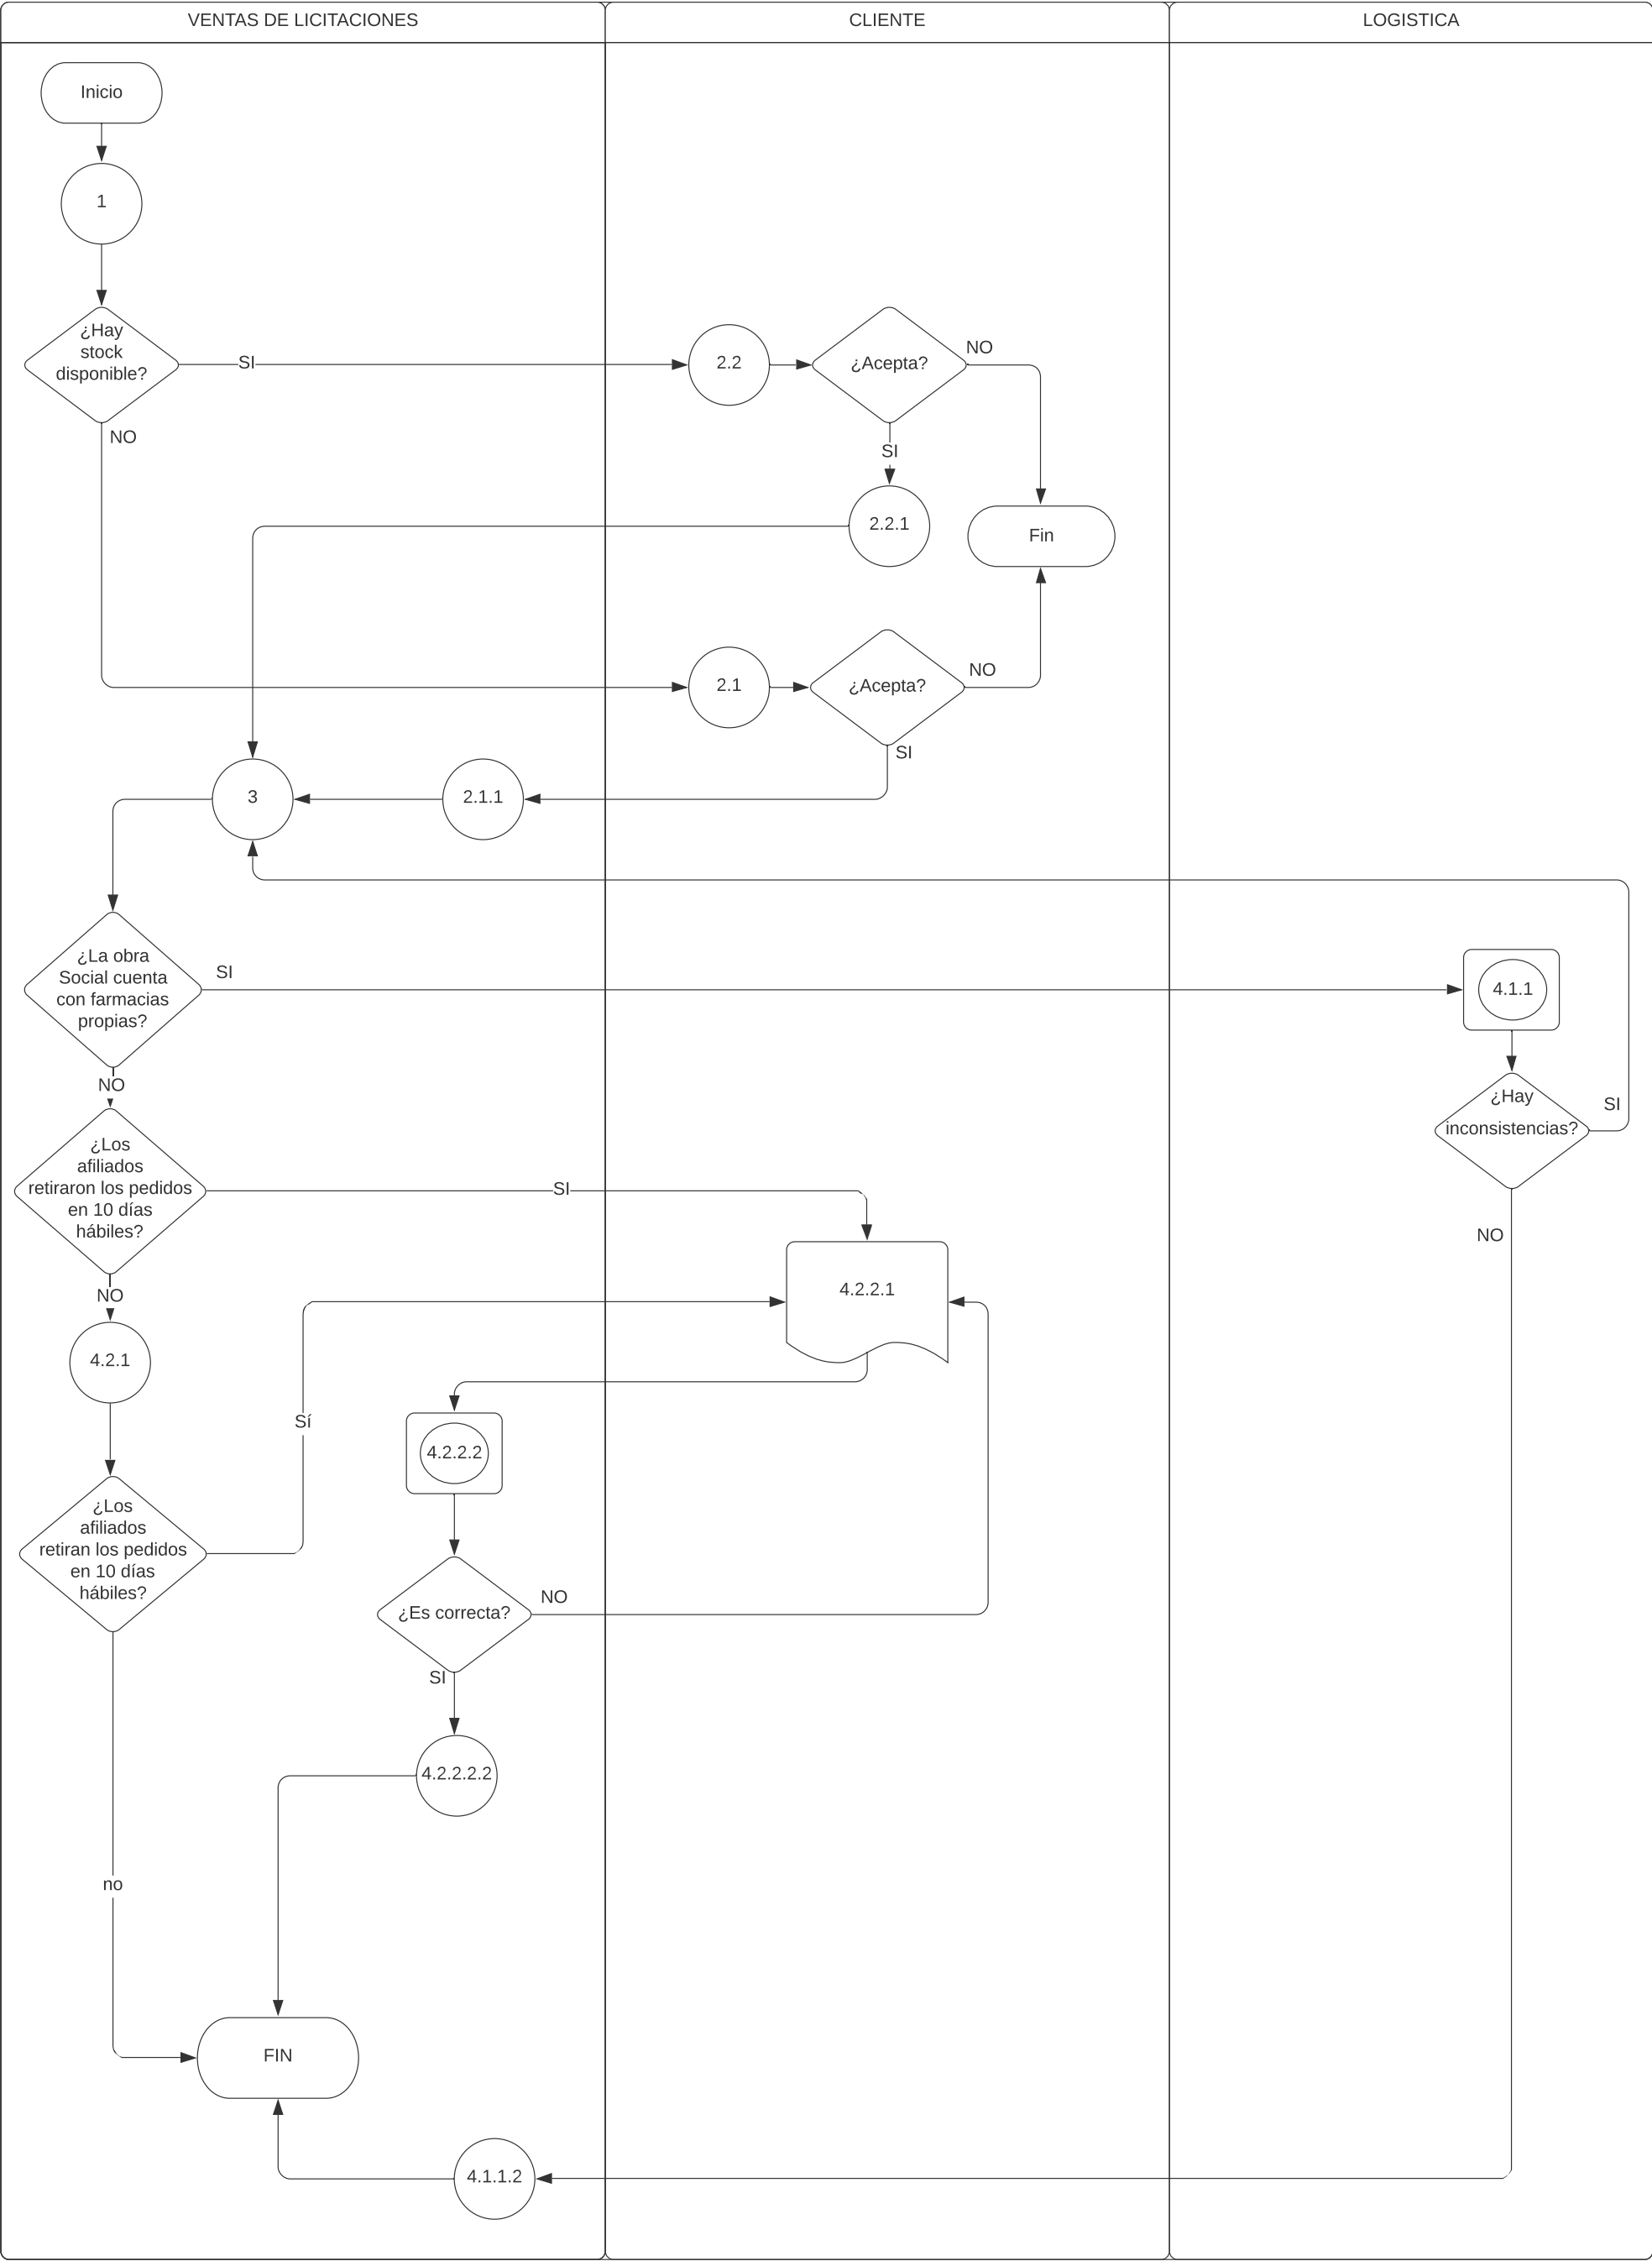 VENTAS DE LICITACIONES
CLIENTE
LOGISTICA
Inicio
1
¿Hay
stock
disponible?
SI
2.2
¿Acepta?
NO
NO
SI
2.2.1
Fin
2.1
¿Acepta?
NO
SI
3
2.1.1
¿La obra
Social cuenta
con farmacias
propias?
SI
4.1.1
NO
¿Hay
inconsistencias?
SI
¿Los
afiliados
retiraron los pedidos
en 10 días
hábiles?
SI
NO
4.2.2.1
NO
4.2.1
Sí
4.2.2.2
¿Los
afiliados
retiran los pedidos
en 10 días
hábiles?
¿Es correcta?
NO
SI
4.2.2.2.2
no
FIN
4.1.1.2